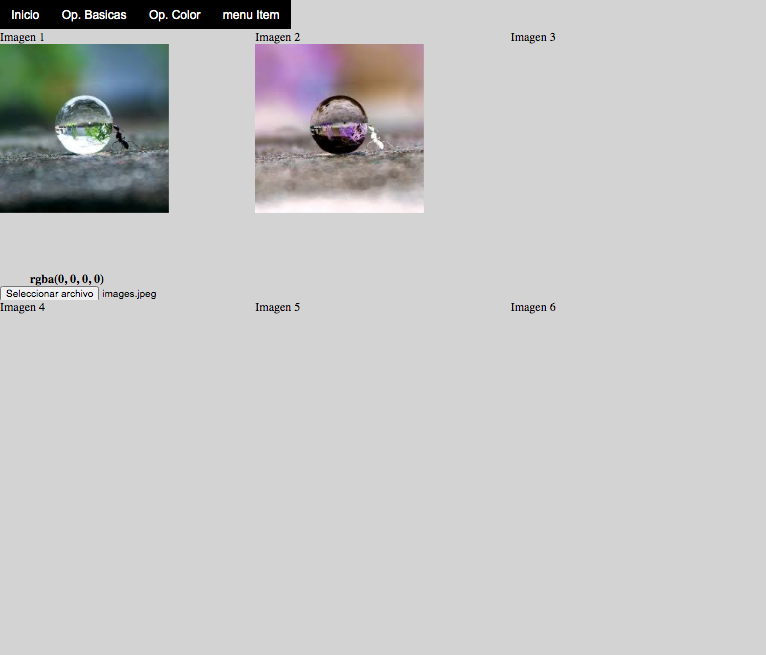 Inicio Op. Basicas Op. Color menu Item
Imagen 1 Imagen 2 Imagen 3
rgba(0, 0, 0, 0)
Seleccionar archivo images.jpeg
Imagen 4 Imagen 5 Imagen 6